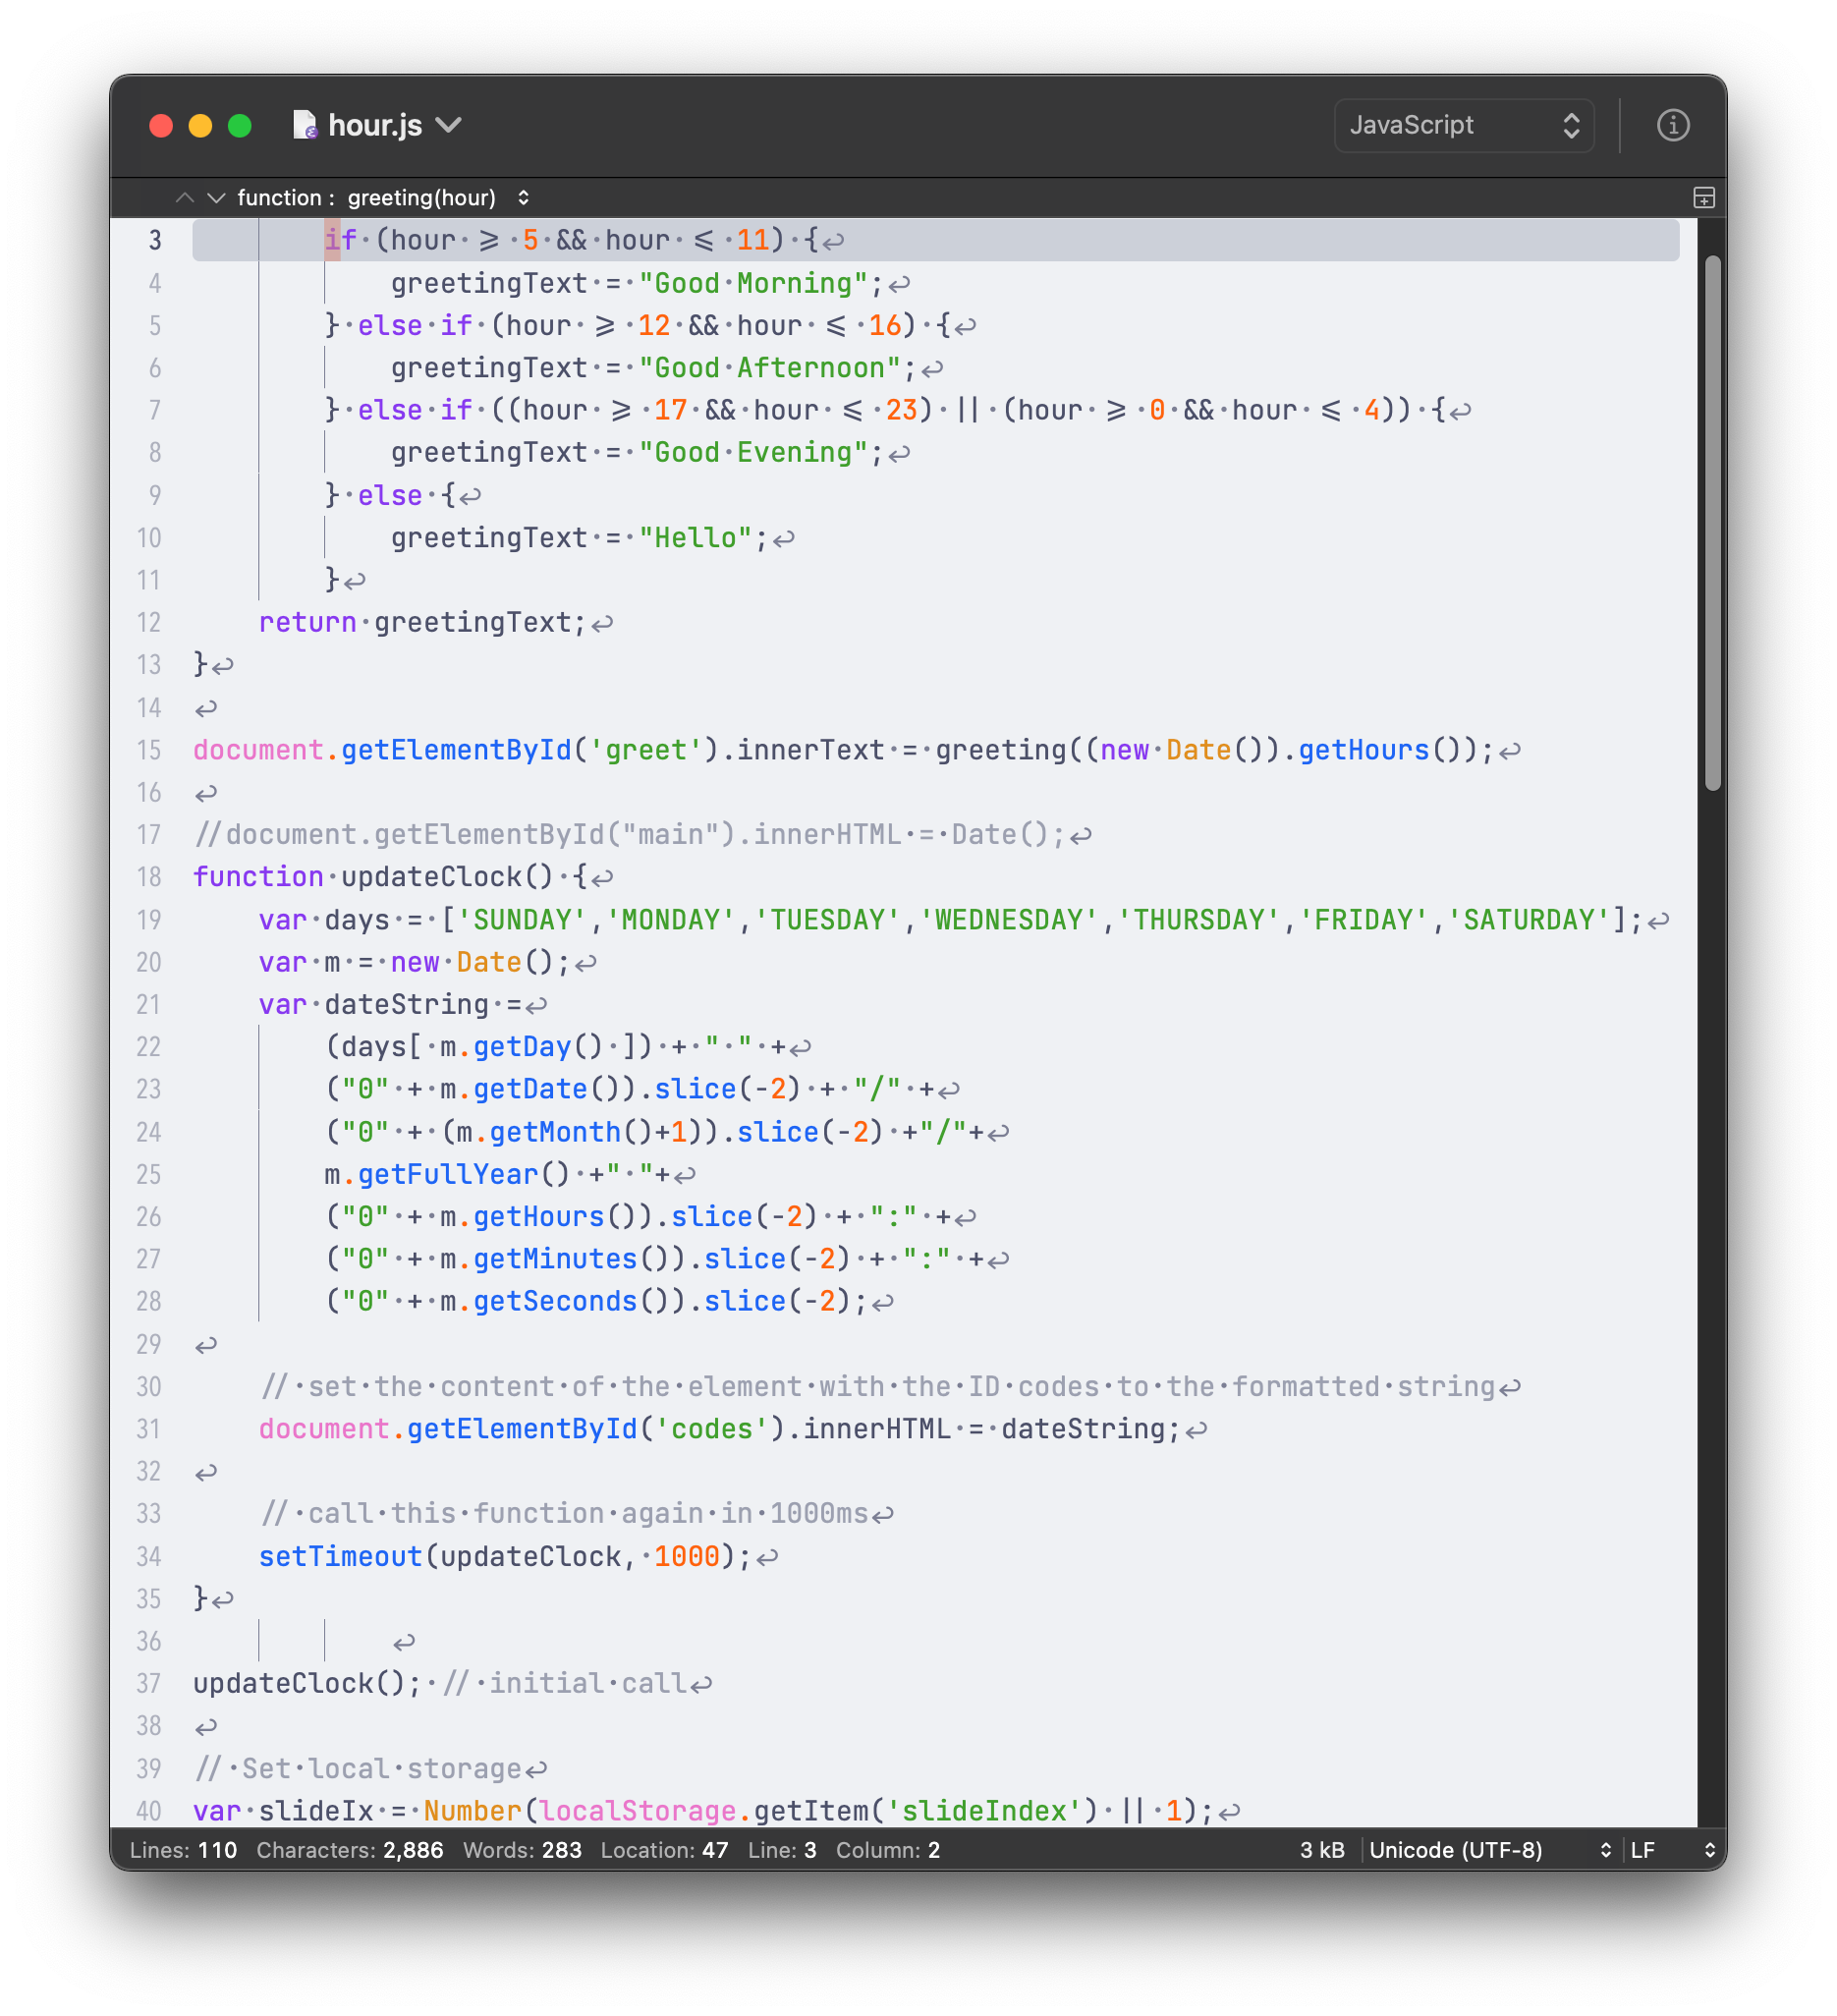 hour.js
JavaScript
function : greeting(hour)
3 if (hour >= 5 && hour <= 11) {
4 greetingText = "Good Morning";
5 } else if (hour >= 12 && hour <= 16) {
6 greetingText = "Good Afternoon";
7 } else if ((hour >= 17 && hour <= 23) || (hour >= 0 && hour <= 4)) {
8 greetingText = "Good Evening";
9 } else {
10 greetingText = "Hello";
11 }
12 return greetingText;
13 }
14
15 document.getElementById('greet').innerText = greeting((new Date()).getHours());
16
17 //document.getElementById("main").innerHTML = Date();
18 function updateClock() {
19 var days = ['SUNDAY','MONDAY','TUESDAY','WEDNESDAY','THURSDAY','FRIDAY','SATURDAY'];
20 var m = new Date();
21 var dateString =
22 (days[ m.getDay() ]) + " " +
23 ("0" + m.getDate()).slice(-2) + "/" +
24 ("0" + (m.getMonth()+1)).slice(-2) +"/"+
25 m.getFullYear() +" "+
26 ("0" + m.getHours()).slice(-2) + ":" +
27 ("0" + m.getMinutes()).slice(-2) + ":" +
28 ("0" + m.getSeconds()).slice(-2);
29
30 // set the content of the element with the ID codes to the formatted string
31 document.getElementById('codes').innerHTML = dateString;
32
33 // call this function again in 1000ms
34 setTimeout(updateClock, 1000);
35 }
36
37 updateClock(); // initial call
38
39 // Set local storage
40 var slideIx = Number(localStorage.getItem('slideIndex') || 1);
Lines: 110 Characters: 2,886 Words: 283 Location: 47 Line: 3 Column: 2 3 kB Unicode (UTF-8) LF